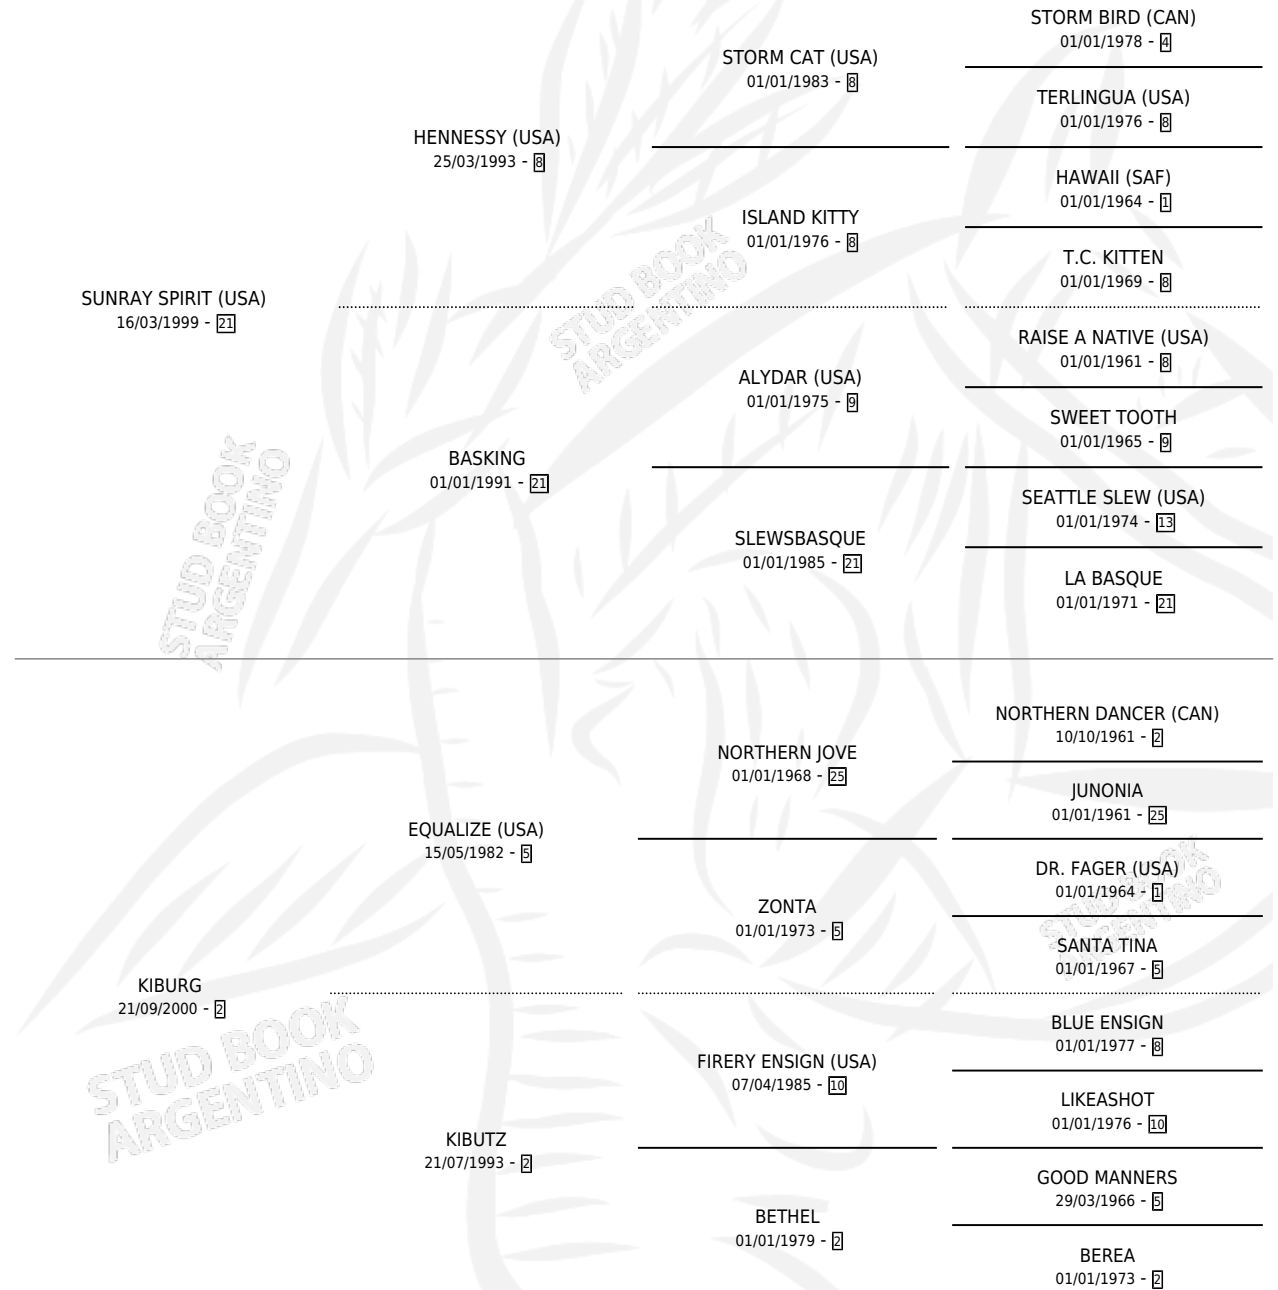 STORM BIRD (CAN)
01/01/1978 - 4
STORM CAT (USA)
01/01/1983 - 8
TERLINGUA (USA)
01/01/1976 - 8
HENNESSY (USA)
25/03/1993 - 8
HAWAII (SAF)
01/01/1964 - 1
ISLAND KITTY
01/01/1976 - 8
T.C. KITTEN
01/01/1969 - 8
SUNRAY SPIRIT (USA)
16/03/1999 - 21
RAISE A NATIVE (USA)
01/01/1961 - 8
ALYDAR (USA)
01/01/1975 - 9
SWEET TOOTH
01/01/1965 - 9
BASKING
01/01/1991 - 21
SEATTLE SLEW (USA)
01/01/1974 - 13
SLEWSBASQUE
01/01/1985 - 21
LA BASQUE
01/01/1971 - 21
NORTHERN DANCER (CAN)
10/10/1961 - 2
NORTHERN JOVE
01/01/1968 - 25
JUNONIA
01/01/1961 - 25
EQUALIZE (USA)
15/05/1982 - 5
DR. FAGER (USA)
01/01/1964 - 1
ZONTA
01/01/1973 - 5
SANTA TINA
01/01/1967 - 5
KIBURG
21/09/2000 - 2
BLUE ENSIGN
01/01/1977 - 8
FIRERY ENSIGN (USA)
07/04/1985 - 10
LIKEASHOT
01/01/1976 - 10
KIBUTZ
21/07/1993 - 2
GOOD MANNERS
29/03/1966 - 5
BETHEL
01/01/1979 - 2
BEREA
01/01/1973 - 2
STUD BOOK
ARGENTINO
STUD BOOK
ARGENTINO
STUD BOOK
ARGENTINO
STUD BOOK
ARGENTINO